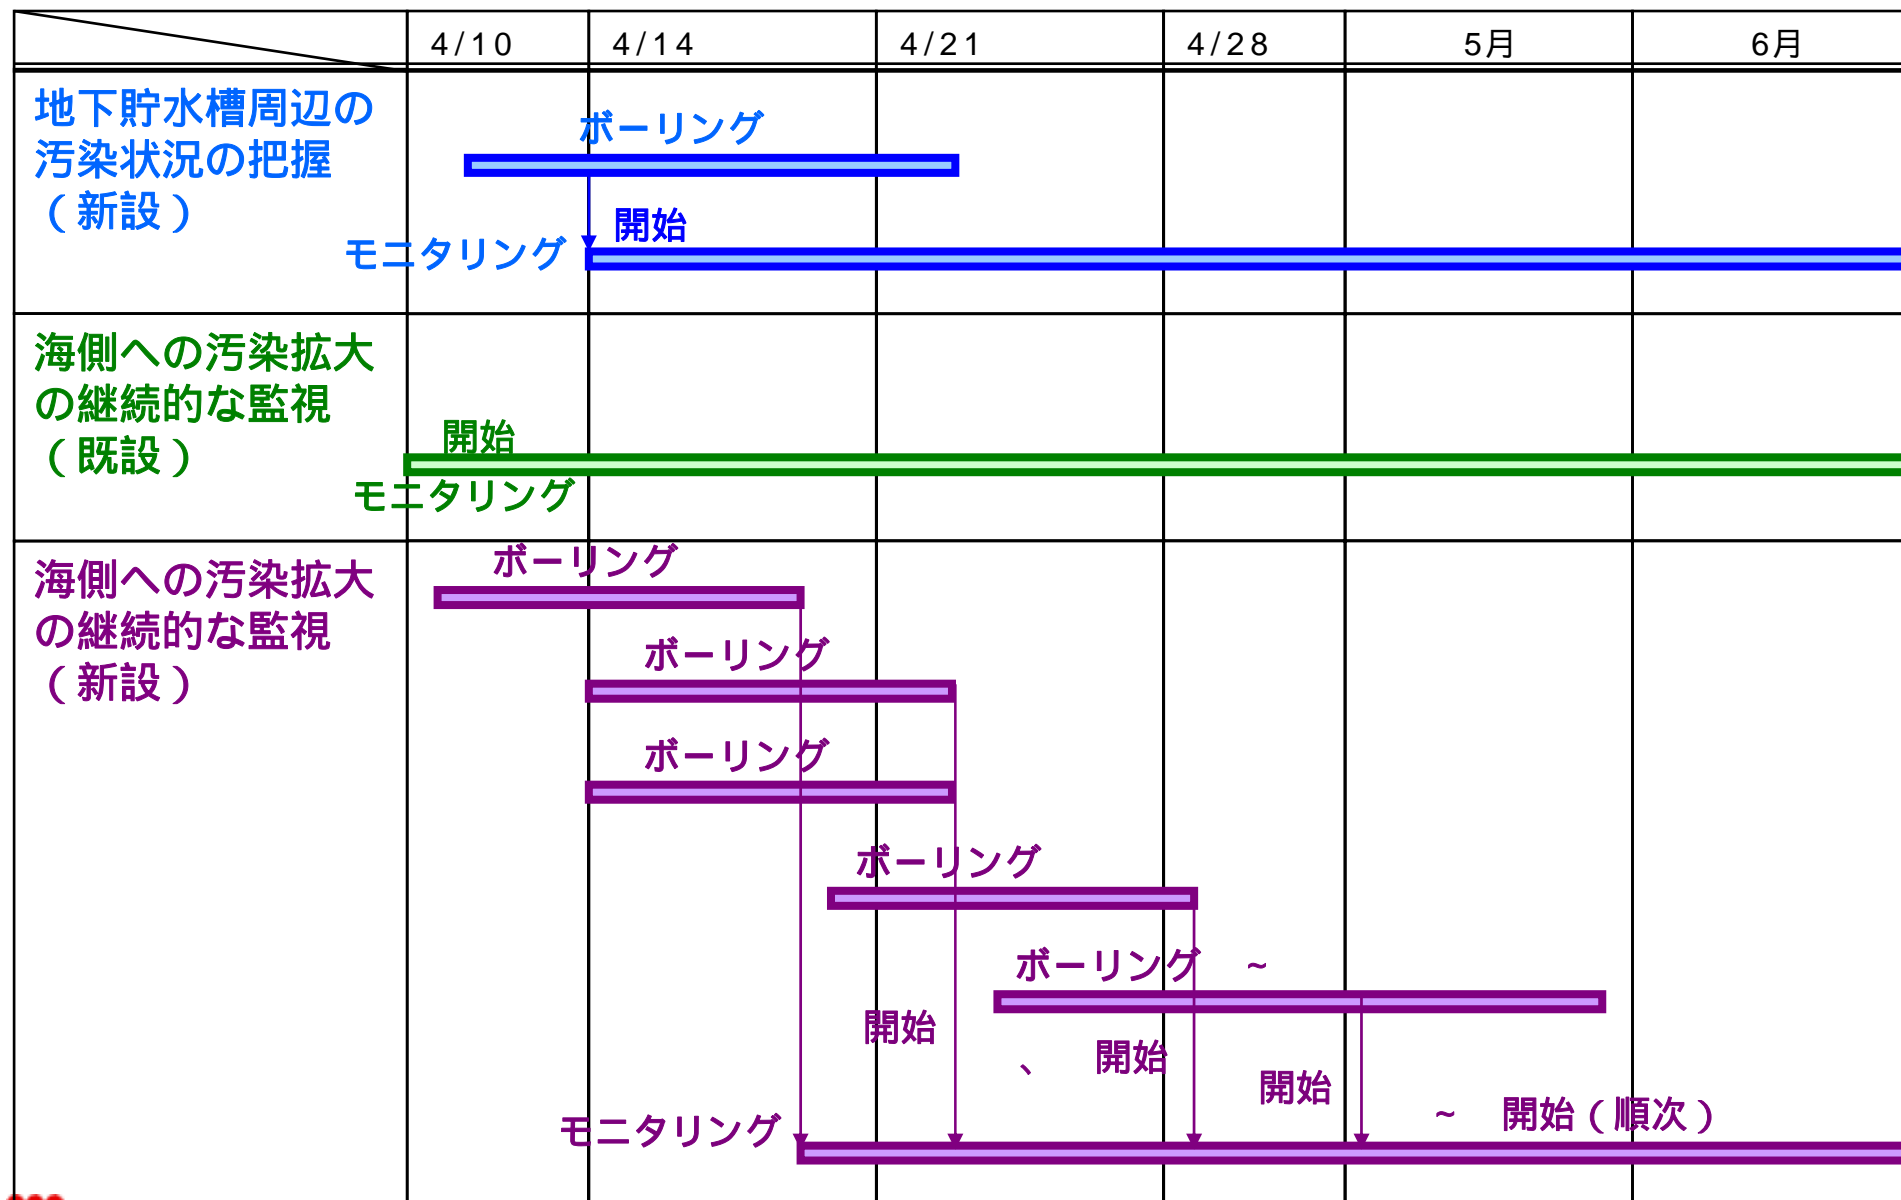 4/10
4/14
4/21
4/28
5月
6月
地下貯水槽周辺の
汚染状況の把握
(新設)
ボーリング
開始
モニタリング
海側への汚染拡大
の継続的な監視
(既設)
開始
モニタリング
海側への汚染拡大
の継続的な監視
(新設)
ボーリング
ボーリング
ボーリング
ボーリング
ボーリング ~
開始
、 開始
開始
~ 開始(順次)
モニタリング